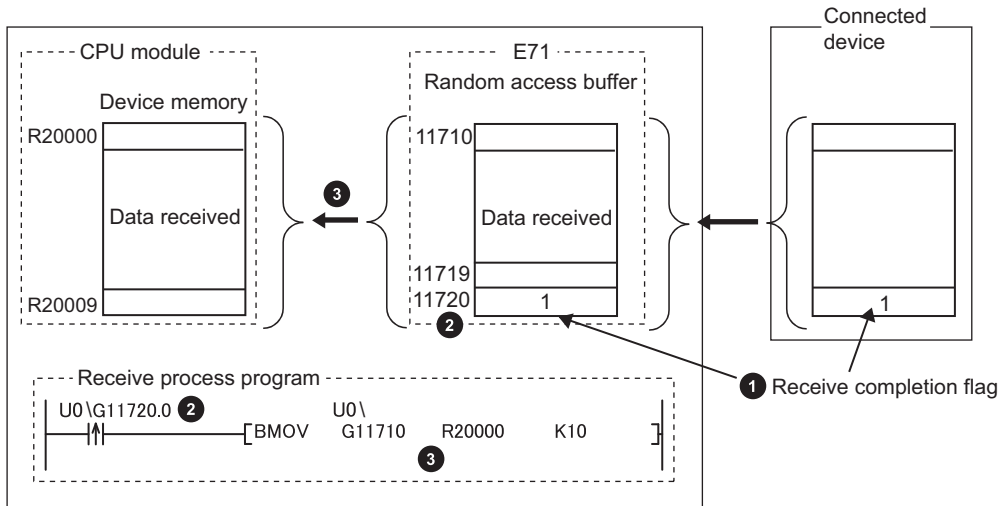 Connected
device
CPU module
E71
Random access buffer
Device memory
R20000
11710
3
Data received
Data received
11719
R20009
11720
1
1
2
Receive process program
1 Receive completion flag
U0\G11720.0 2
U0\
BMOV G11710 R20000 K10
3